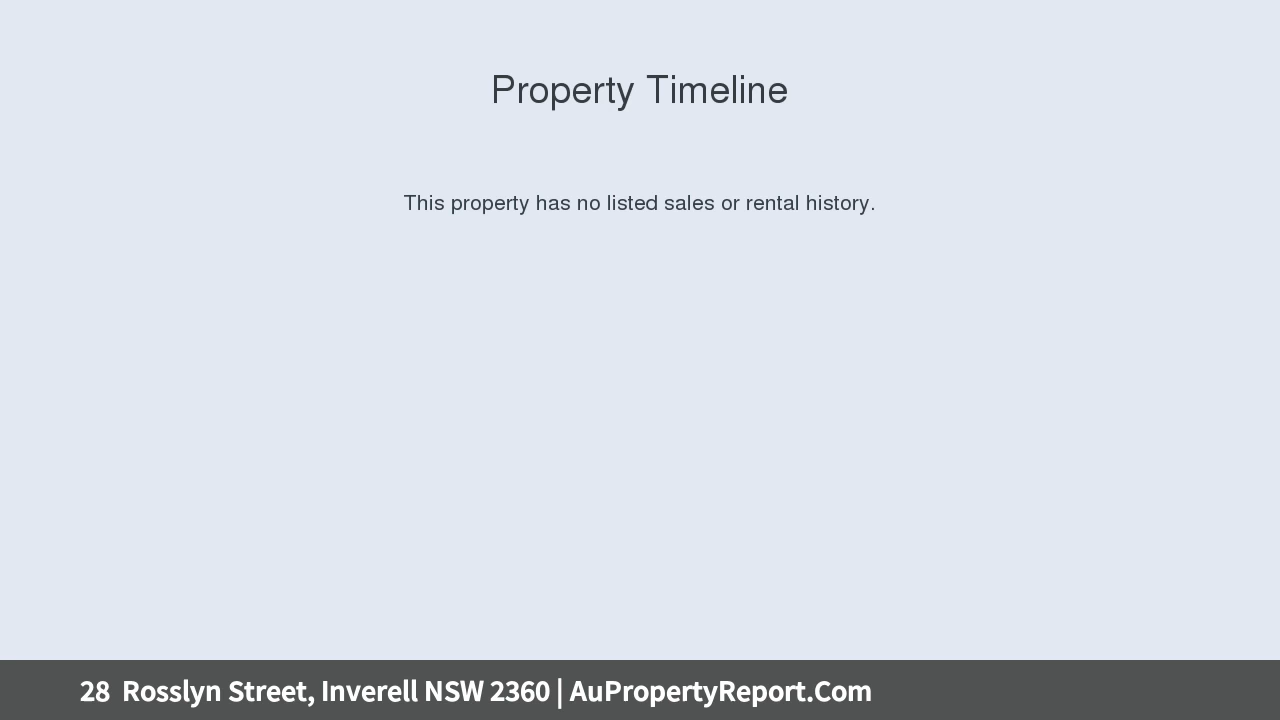 Property Timeline
This property has no listed sales or rental history.
28  Rosslyn Street, Inverell NSW 2360 | AuPropertyReport.Com